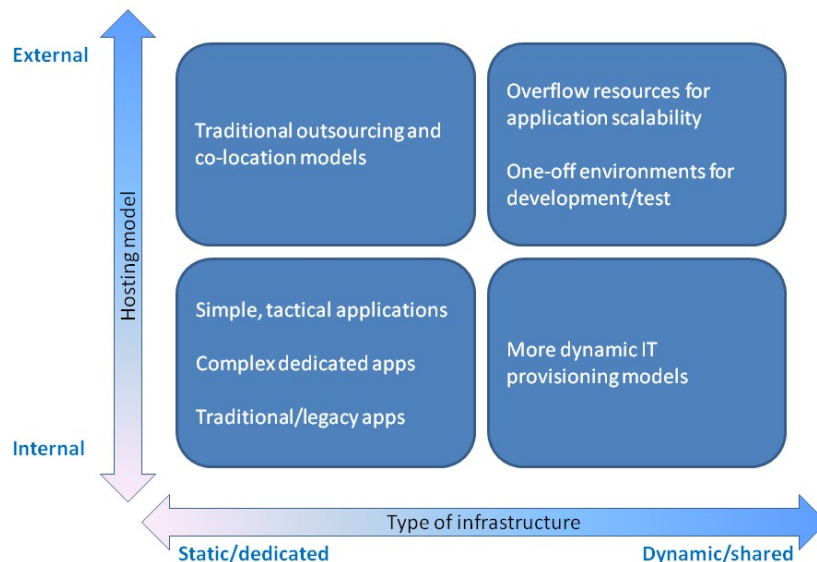 External
Traditional outsourcing and
co-location models
Overflow resources for
application scalability
One-off environments for
development/test
Hosting model
Simple, tactical applications
Complex dedicated apps
Traditional/legacy apps
More dynamic IT
provisioning models
Internal
Type of infrastructure
Static/dedicated
Dynamic/shared